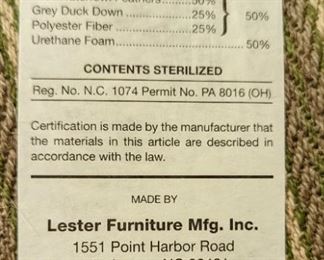 50%
Grey Duck Down ............ 25%
50%
Polyester Fiber .............. 25%
Urethane Foam.................................. 50%
CONTENTS STERILIZED
Reg. No. N.C. 1074 Permit No. PA 8016 (OH)
Certification is made by the manufacturer that
the materials in this article are described in
accordance with the law.
MADE BY
Lester Furniture Mfg. Inc.
1551 Point Harbor Road